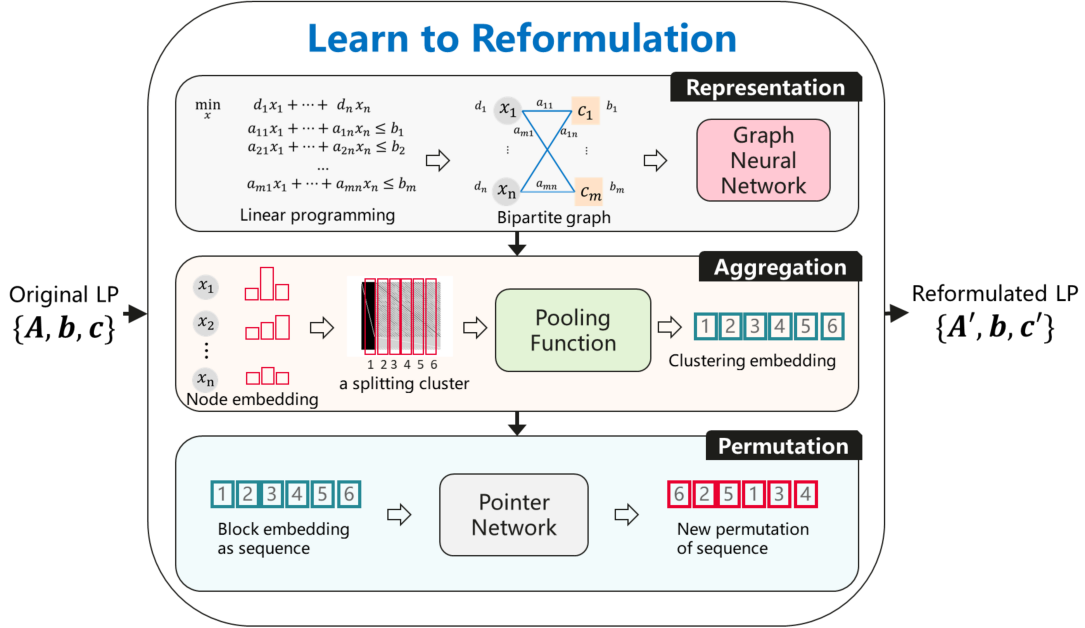 Learn to Reformulation
Representation
min x
d₁x₁ + ⋯ + dₙxₙ
a₁₁x₁ + ⋯ + a₁ₙxₙ ≤ b₁
a₂₁x₁ + ⋯ + a₂ₙxₙ ≤ b₂
...
aₘ₁x₁ + ⋯ + aₘₙxₙ ≤ bₘ
Linear programming
d₁ x₁ a₁₁ c₁ b₁
aₘ₁ a₁ₙ
⋮ ⋮
dₙ xₙ aₘₙ cₘ bₘ
Bipartite graph
Graph
Neural
Network
Original LP
{A, b, c}
Aggregation
x₁
x₂
⋮
xₙ
Node embedding
1 2 3 4 5 6
a splitting cluster
Pooling
Function
1 2 3 4 5 6
Clustering embedding
Reformulated LP
{A′, b, c′}
Permutation
1 2 3 4 5 6
Block embedding
as sequence
Pointer
Network
6 2 5 1 3 4
New permutation
of sequence